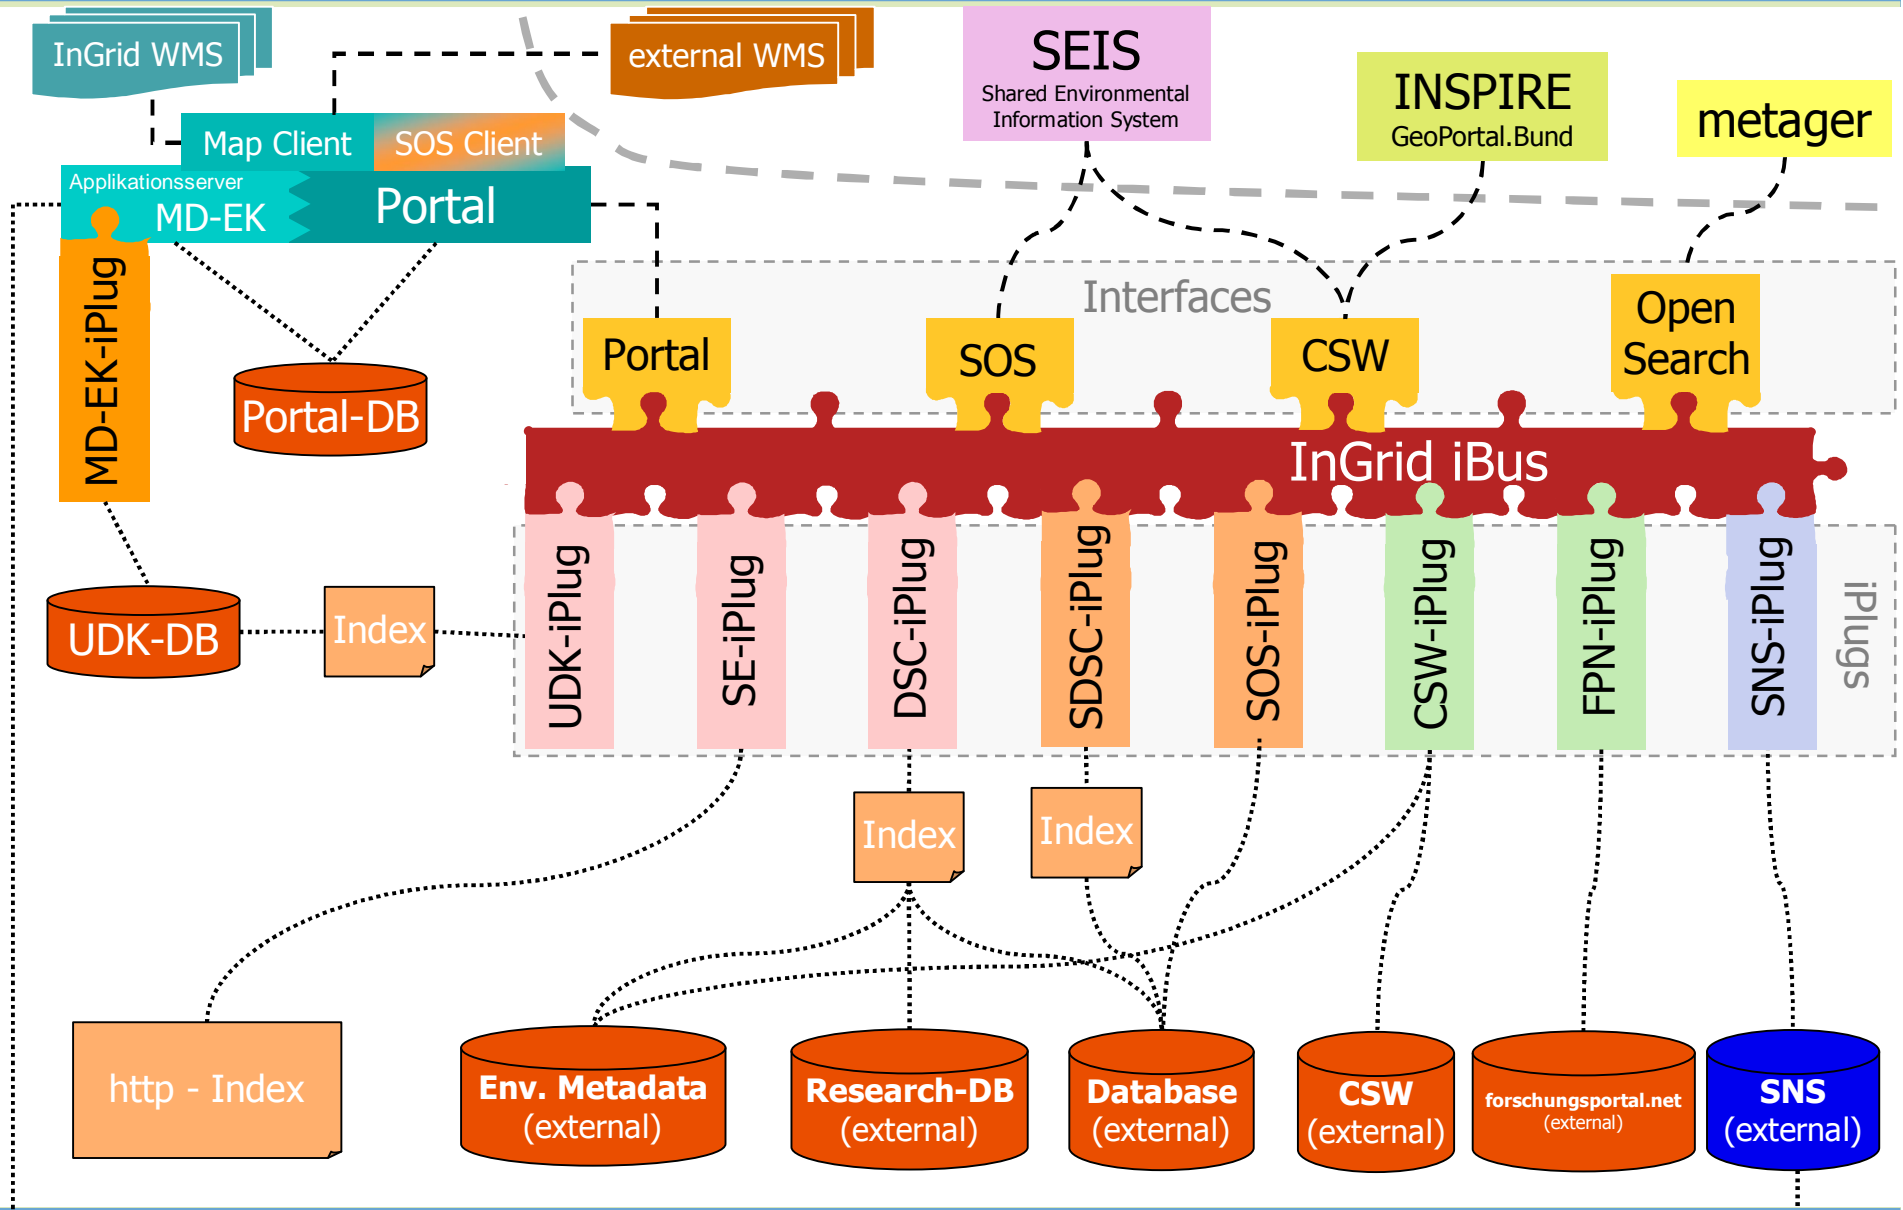 InGrid WMS
external WMS
SEIS
Shared Environmental
Information System
INSPIRE
GeoPortal.Bund
metager
Map Client
SOS Client
Applikationsserver
MD-EK
Portal
MD-EK-iPlug
Portal-DB
Interfaces
Portal
SOS
CSW
Open
Search
InGrid iBus
UDK-DB
Index
UDK-iPlug
SE-iPlug
DSC-iPlug
SDSC-iPlug
SOS-iPlug
CSW-iPlug
FPN-iPlug
SNS-iPlug
iPlugs
Index
Index
http - Index
Env. Metadata
(external)
Research-DB
(external)
Database
(external)
CSW
(external)
forschungsportal.net
(external)
SNS
(external)